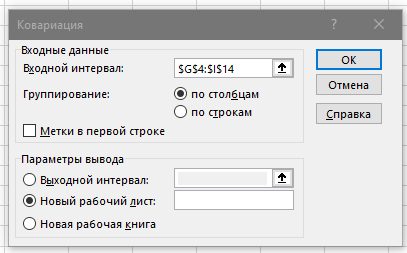 Ковариация ? ×
Входные данные
Входной интервал: $G$4:$I$14
Группирование: по столбцам
по строкам
Метки в первой строке
OK
Отмена
Справка
Параметры вывода
Выходной интервал:
Новый рабочий лист:
Новая рабочая книга